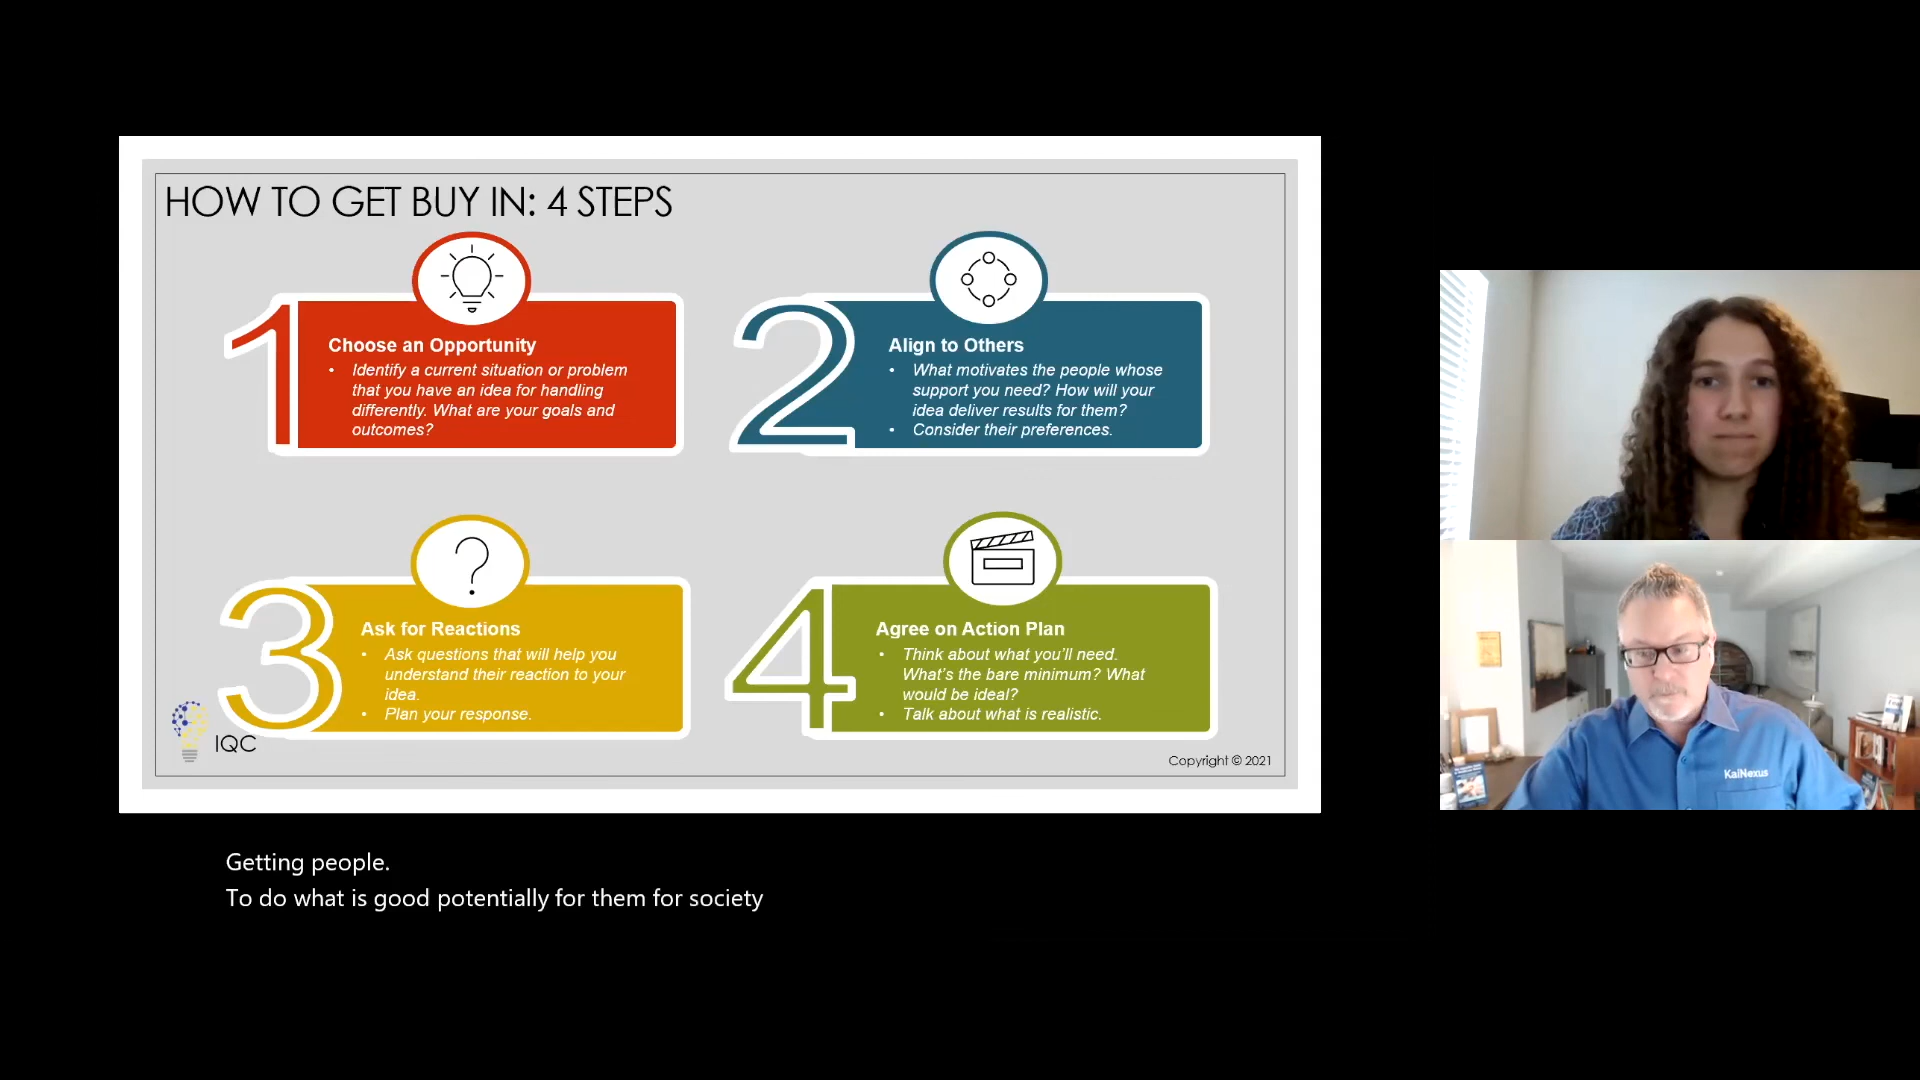 HOW TO GET BUY IN: 4 STEPS
1
Choose an Opportunity
• Identify a current situation or problem
that you have an idea for handling
differently. What are your goals and
outcomes?
2
Align to Others
• What motivates the people whose
support you need? How will your
idea deliver results for them?
• Consider their preferences.
3
Ask for Reactions
• Ask questions that will help you
understand their reaction to your
idea.
• Plan your response.
4
Agree on Action Plan
• Think about what you'll need.
What's the bare minimum? What
would be ideal?
• Talk about what is realistic.
IQC
Copyright © 2021
KaiNexus
Getting people.
To do what is good potentially for them for society